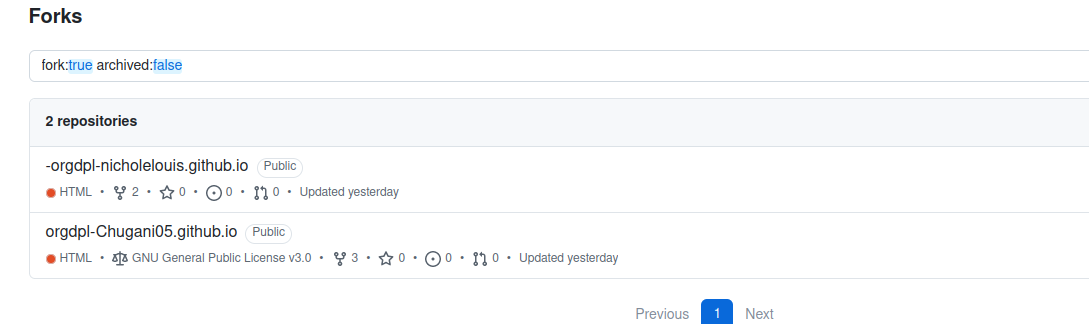 Forks
fork:true archived:false
2 repositories
-orgdpl-nicholelouis.github.io Public
HTML • 2 • 0 • 0 • 0 • Updated yesterday
orgdpl-Chugani05.github.io Public
HTML • GNU General Public License v3.0 • 3 • 0 • 0 • 0 • Updated yesterday
Previous 1 Next